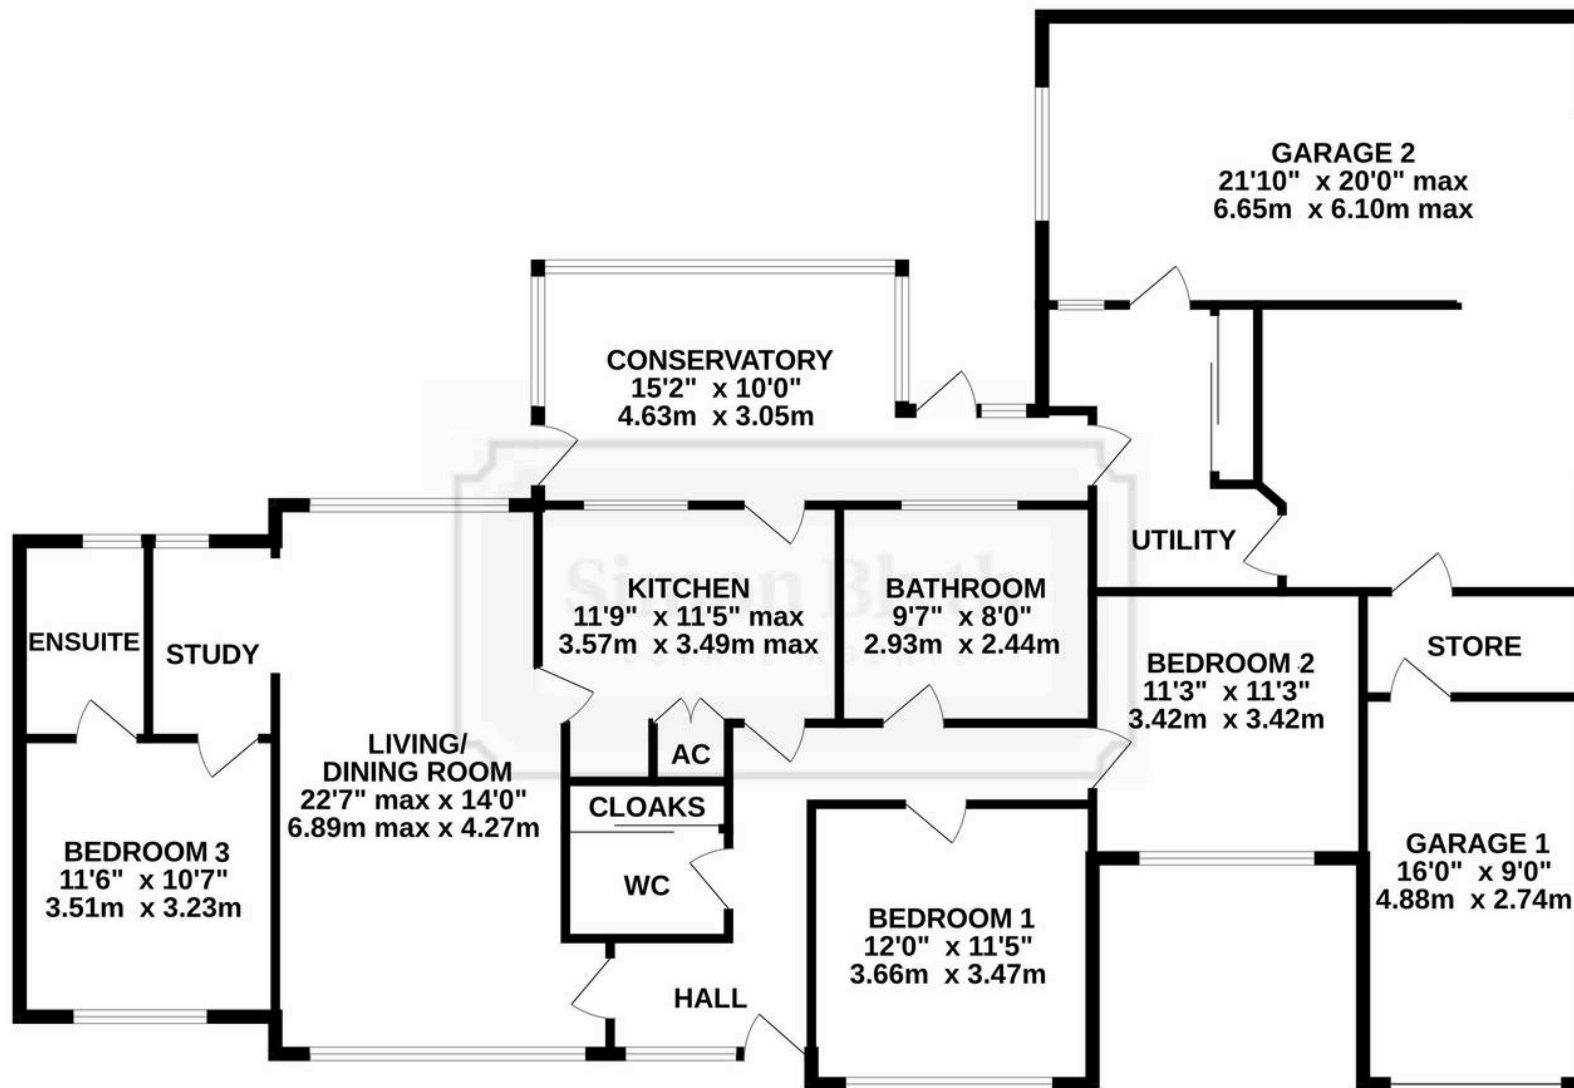 GARAGE 2
21'10" x 20'0" max
6.65m x 6.10m max
CONSERVATORY
15'2" x 10'0"
4.63m x 3.05m
UTILITY
KITCHEN
11'9" x 11'5" max
3.57m x 3.49m max
BATHROOM
9'7" x 8'0"
2.93m x 2.44m
ENSUITE
STUDY
BEDROOM 2
11'3" x 11'3"
3.42m x 3.42m
STORE
LIVING/
DINING ROOM
22'7" max x 14'0"
6.89m max x 4.27m
AC
CLOAKS
WC
BEDROOM 3
11'6" x 10'7"
3.51m x 3.23m
GARAGE 1
16'0" x 9'0"
4.88m x 2.74m
BEDROOM 1
12'0" x 11'5"
3.66m x 3.47m
HALL